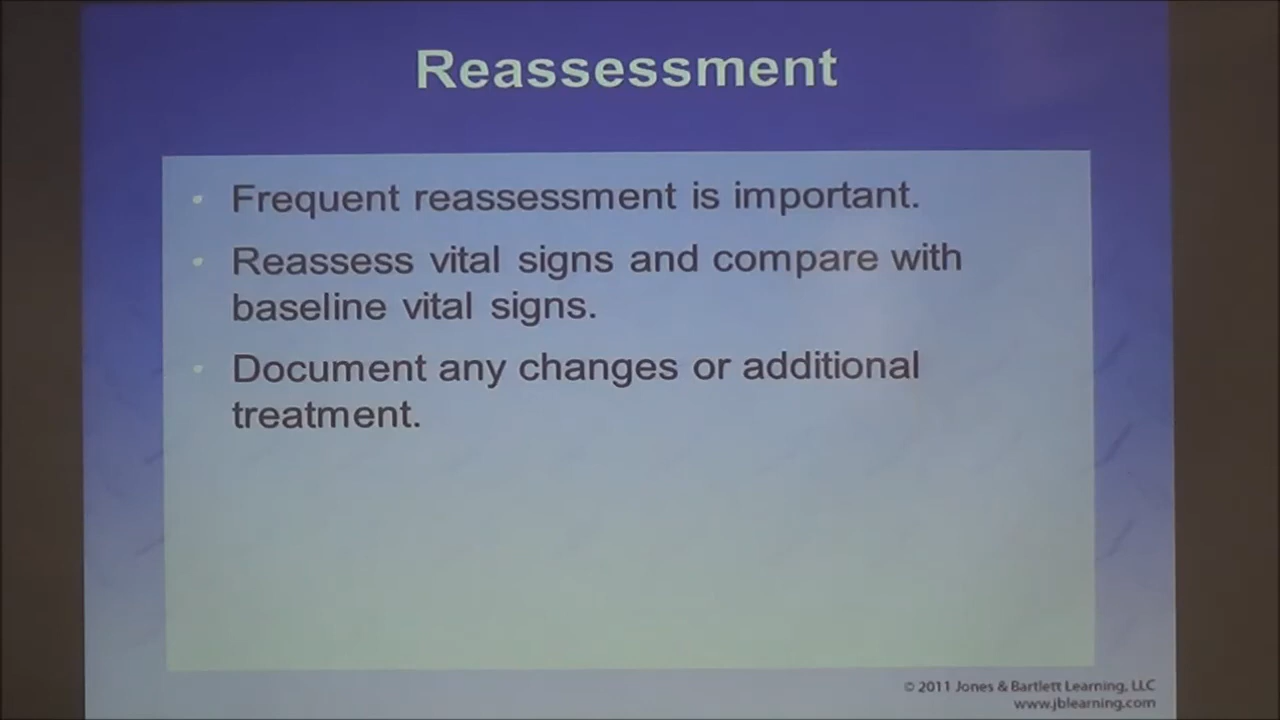 Reassessment
• Frequent reassessment is important.
• Reassess vital signs and compare with
baseline vital signs.
• Document any changes or additional
treatment.
© 2011 Jones & Bartlett Learning, LLC
www.jblearning.com